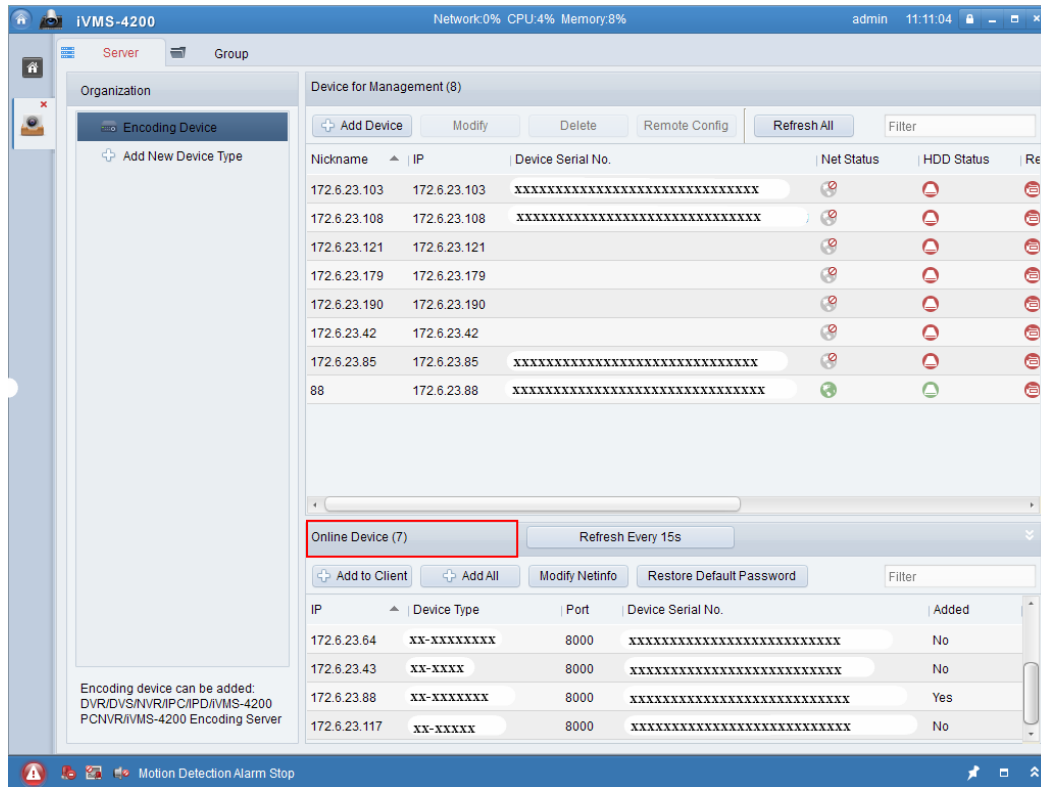 iVMS-4200 Network:0% CPU:4% Memory:8% admin 11:11:04
Server Group
Organization
Encoding Device
Add New Device Type
Encoding device can be added:
DVR/DVS/NVR/IPC/IPD/iVMS-4200
PCNVR/iVMS-4200 Encoding Server
Device for Management (8)
Add Device Modify Delete Remote Config Refresh All Filter
Nickname IP Device Serial No. Net Status HDD Status Re
172.6.23.103 172.6.23.103 xxxxxxxxxxxxxxxxxxxxxxxxxxxxxxx
172.6.23.108 172.6.23.108 xxxxxxxxxxxxxxxxxxxxxxxxxxxxxxx
172.6.23.121 172.6.23.121
172.6.23.179 172.6.23.179
172.6.23.190 172.6.23.190
172.6.23.42 172.6.23.42
172.6.23.85 172.6.23.85 xxxxxxxxxxxxxxxxxxxxxxxxxxxxxxx
88 172.6.23.88 xxxxxxxxxxxxxxxxxxxxxxxxxxxxxxxx
Online Device (7) Refresh Every 15s
Add to Client Add All Modify Netinfo Restore Default Password Filter
IP Device Type Port Device Serial No. Added
172.6.23.64 xx-xxxxxxxx 8000 xxxxxxxxxxxxxxxxxxxxxxxxxx No
172.6.23.43 xx-xxxx 8000 xxxxxxxxxxxxxxxxxxxxxxxxxx No
172.6.23.88 xx-xxxxxxx 8000 xxxxxxxxxxxxxxxxxxxxxxxxxxx Yes
172.6.23.117 xx-xxxxx 8000 xxxxxxxxxxxxxxxxxxxxxxxxxxx No
Motion Detection Alarm Stop